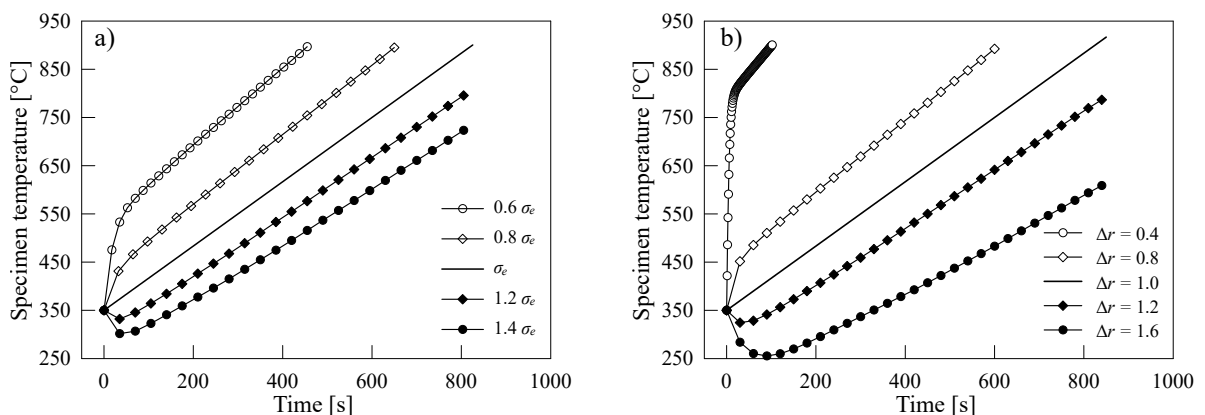 a)
Specimen temperature [°C]
950
850
750
650
550
450
350
250
0.6 σe
0.8 σe
σe
1.2 σe
1.4 σe
0 200 400 600 800 1000
Time [s]
b)
Specimen temperature [°C]
950
850
750
650
550
450
350
250
Δr = 0.4
Δr = 0.8
Δr = 1.0
Δr = 1.2
Δr = 1.6
0 200 400 600 800 1000
Time [s]